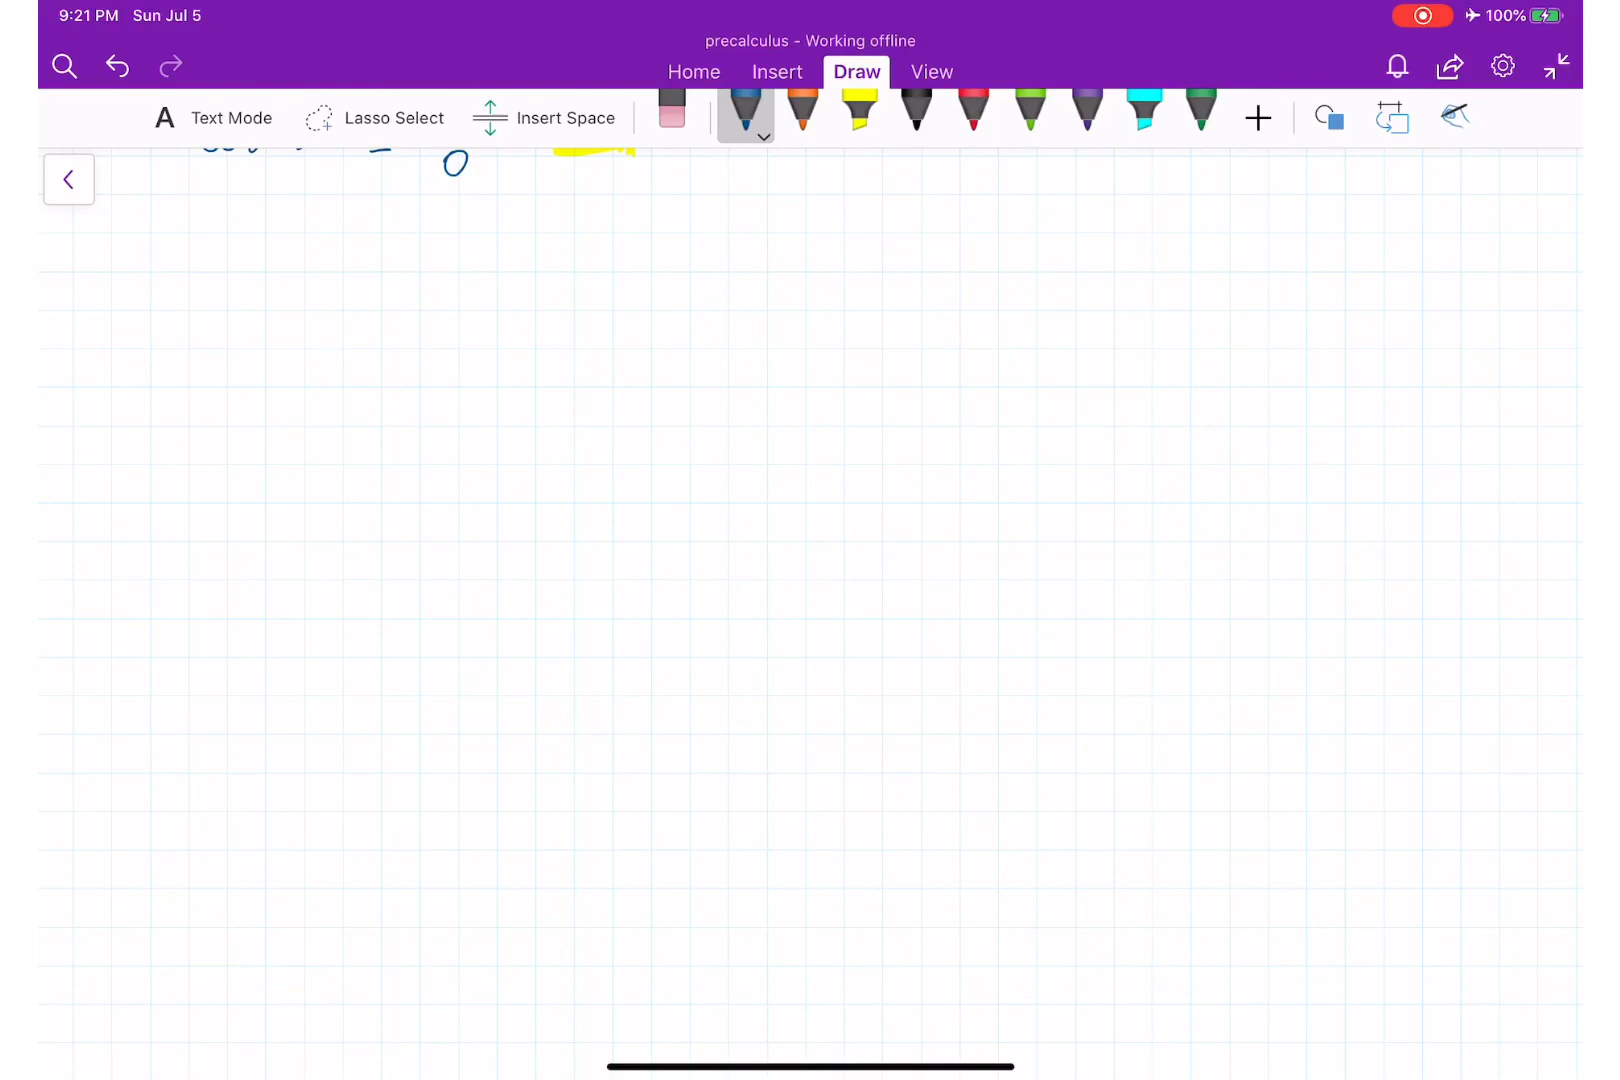 9:21 PM Sun Jul 5
100%
precalculus - Working offline
Home Insert Draw View
A Text Mode Lasso Select Insert Space
0